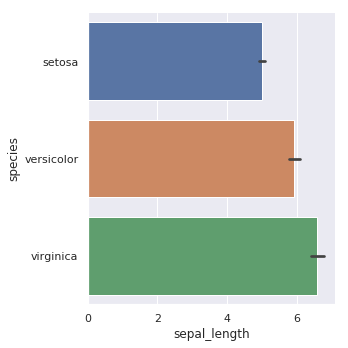 setosa
versicolor
virginica
species
0 2 4 6
sepal_length